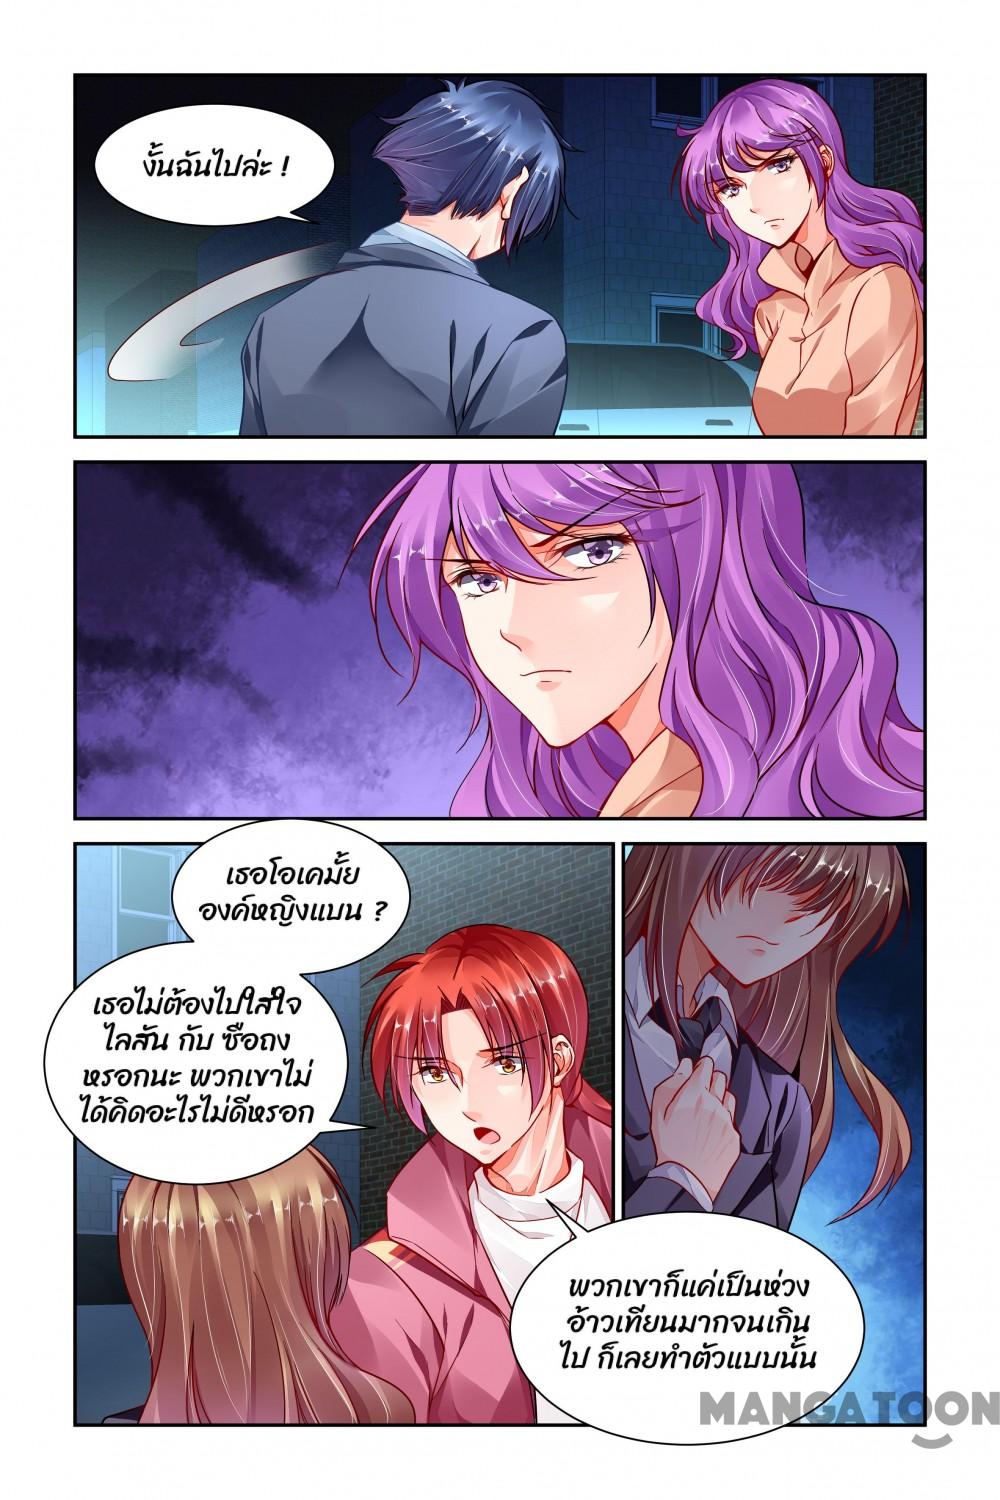 งั้นฉันไปล่ะ !
เธอโอเคมั้ย
องค์หญิงแบน ?
เธอไม่ต้องไปใส่ใจ
ไลสัน กับ ซือถง
หรอกนะ พวกเขาไม่
ได้คิดอะไรไม่ดีหรอก
พวกเขาก็แค่เป็นห่วง
อ้าวเทียนมากจนเกิน
ไป ก็เลยทำตัวแบบนั้น
MANGATOON